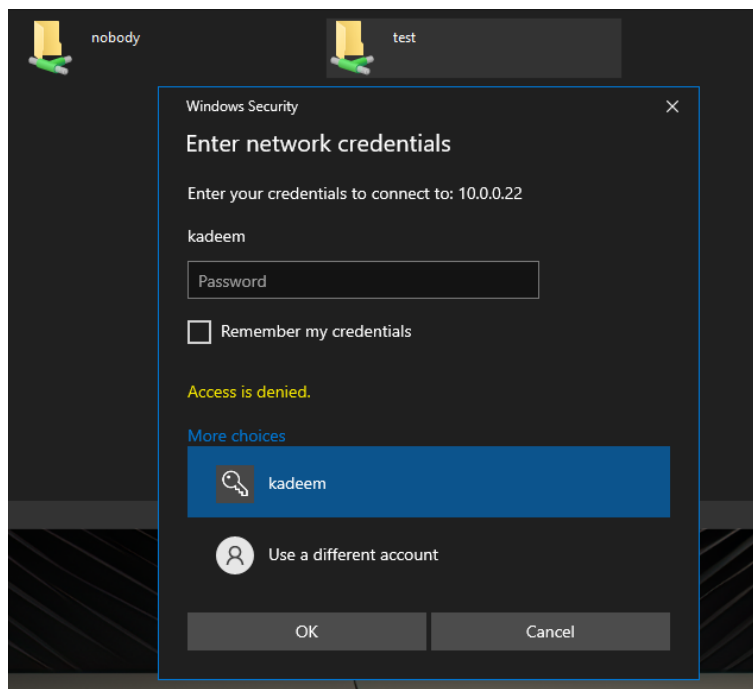 nobody
test
Windows Security
Enter network credentials
Enter your credentials to connect to: 10.0.0.22
kadeem
Password
Remember my credentials
Access is denied.
More choices
kadeem
Use a different account
OK
Cancel